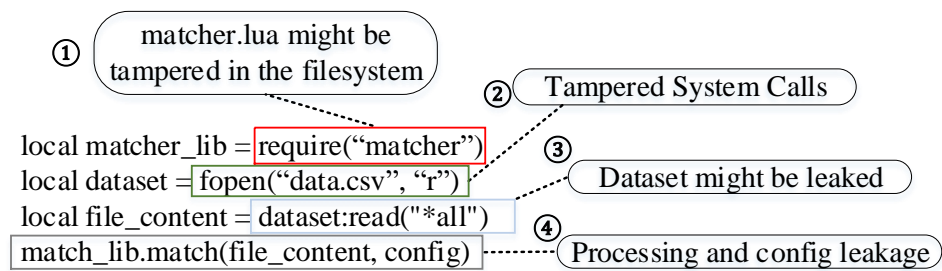 ①
matcher.lua might be
tampered in the filesystem
②
Tampered System Calls
local matcher_lib = require(“matcher”)
③
local dataset = fopen(“data.csv”, “r”)
Dataset might be leaked
local file_content = dataset:read("*all")
④
match_lib.match(file_content, config)
Processing and config leakage